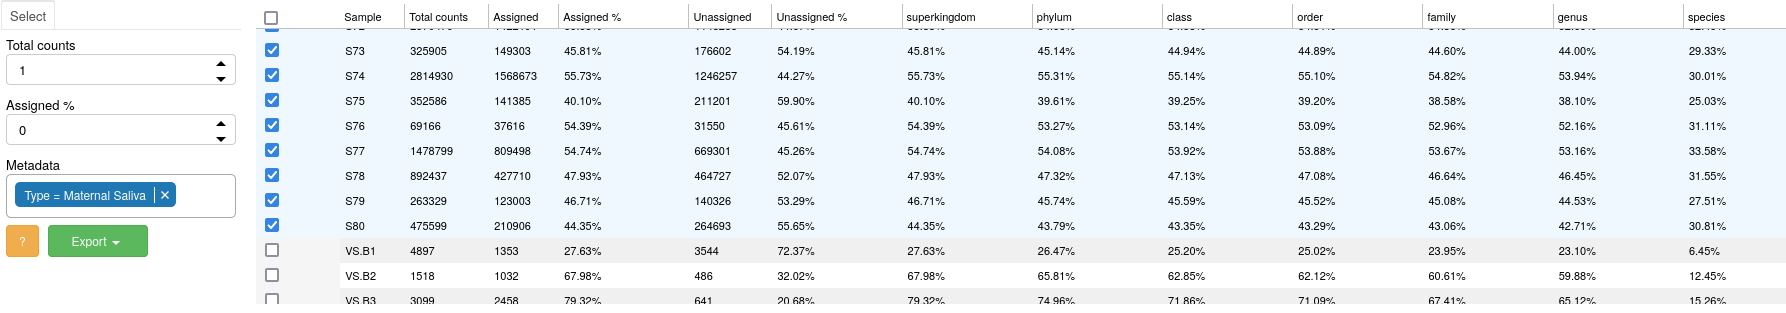 Select
Total counts
1
Assigned %
0
Metadata
Type = Maternal Saliva ×
? Export
Sample Total counts Assigned Assigned % Unassigned Unassigned % superkingdom phylum class order family genus species
S73 325905 149303 45.81% 176602 54.19% 45.81% 45.14% 44.94% 44.89% 44.60% 44.00% 29.33%
S74 2814930 1568673 55.73% 1246257 44.27% 55.73% 55.31% 55.14% 55.10% 54.82% 53.94% 30.01%
S75 352586 141385 40.10% 211201 59.90% 40.10% 39.61% 39.25% 39.20% 38.58% 38.10% 25.03%
S76 69166 37616 54.39% 31550 45.61% 54.39% 53.27% 53.14% 53.09% 52.96% 52.16% 31.11%
S77 1478799 809498 54.74% 669301 45.26% 54.74% 54.08% 53.92% 53.88% 53.67% 53.16% 33.58%
S78 892437 427710 47.93% 464727 52.07% 47.93% 47.32% 47.13% 47.08% 46.64% 46.45% 31.55%
S79 263329 123003 46.71% 140326 53.29% 46.71% 45.74% 45.59% 45.52% 45.08% 44.53% 27.51%
S80 475599 210906 44.35% 264693 55.65% 44.35% 43.79% 43.35% 43.29% 43.06% 42.71% 30.81%
VS.B1 4897 1353 27.63% 3544 72.37% 27.63% 26.47% 25.20% 25.02% 23.95% 23.10% 6.45%
VS.B2 1518 1032 67.98% 486 32.02% 67.98% 65.81% 62.85% 62.12% 60.61% 59.88% 12.45%
VS.B3 3099 2458 79.32% 641 20.68% 79.32% 74.96% 71.86% 71.09% 67.41% 65.12% 15.26%